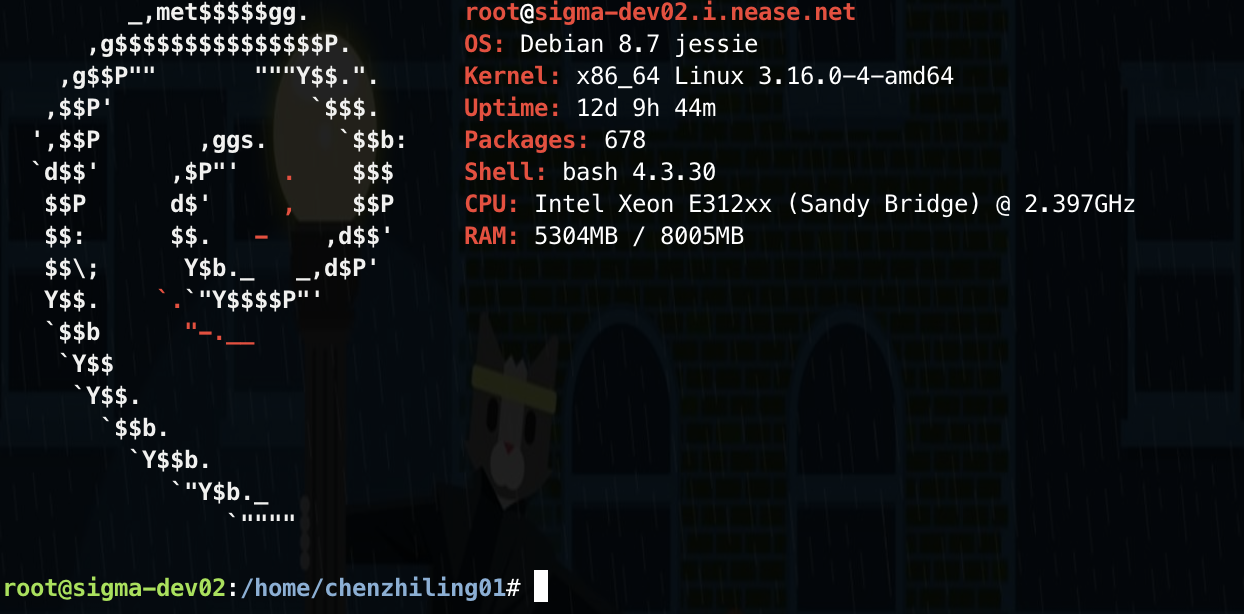 _,met$$$$$gg.           root@sigma-dev02.i.nease.net
      ,g$$$$$$$$$$$$$$$P.        OS: Debian 8.7 jessie
    ,g$$P""       """Y$$.".      Kernel: x86_64 Linux 3.16.0-4-amd64
   ,$$P'              `$$$.      Uptime: 12d 9h 44m
  ',$$P       ,ggs.     `$$b:    Packages: 678
  `d$$'     ,$P"'   .    $$$     Shell: bash 4.3.30
   $$P      d$'     ,    $$P     CPU: Intel Xeon E312xx (Sandy Bridge) @ 2.397GHz
   $$:      $$.   -    ,d$$'     RAM: 5304MB / 8005MB
   $$\;      Y$b._   _,d$P'
   Y$$.    `.`"Y$$$$P"'
   `$$b      "-.__
    `Y$$
     `Y$$.
       `$$b.
         `Y$$b.
            `"Y$b._
                `""""
root@sigma-dev02:/home/chenzhiling01#